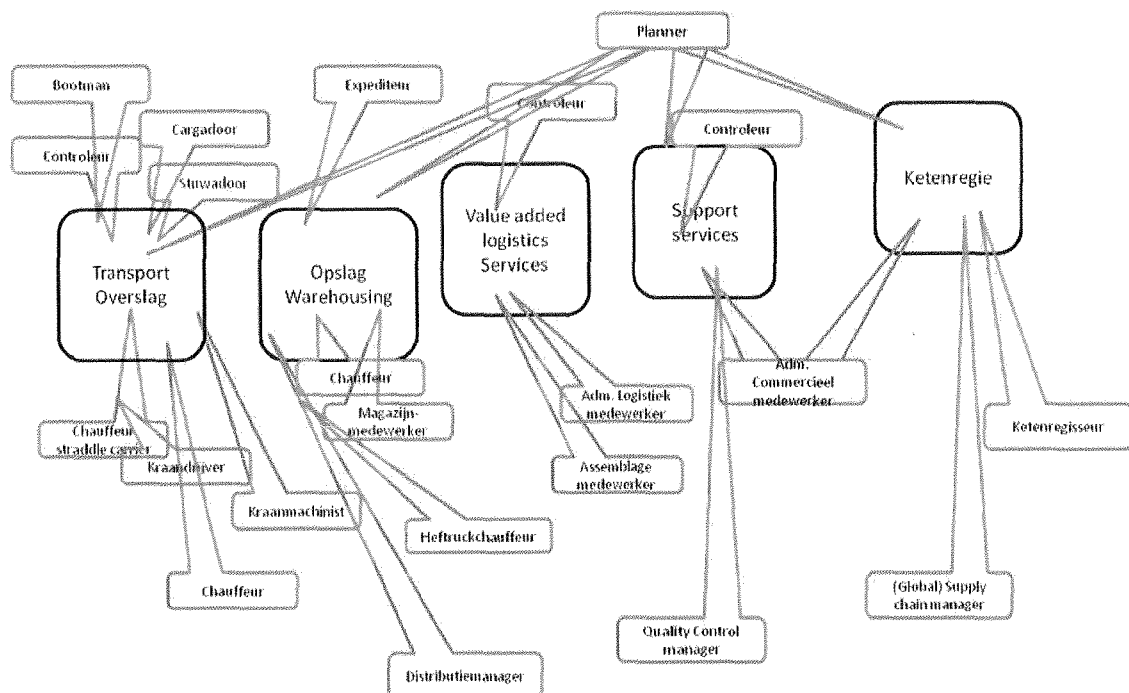 Planner
Bootman
Expediteur
Controleur
Cargadoor
Controleur
Controleur
Stuwadoor
Ketenregie
Value added
logistics
Services
Support
services
Transport
Overslag
Opslag
Warehousing
Chauffeur
Adm.
Commercieel
medewerker
Adm. Logistiek
medewerker
Magazijn-
medewerker
Chauffeur
straddle carrier
Ketenregisseur
Kraandrijver
Assemblage
medewerker
Kraanmachinist
Heftruckchauffeur
Chauffeur
(Global) Supply
chain manager
Quality Control
manager
Distributiemanager